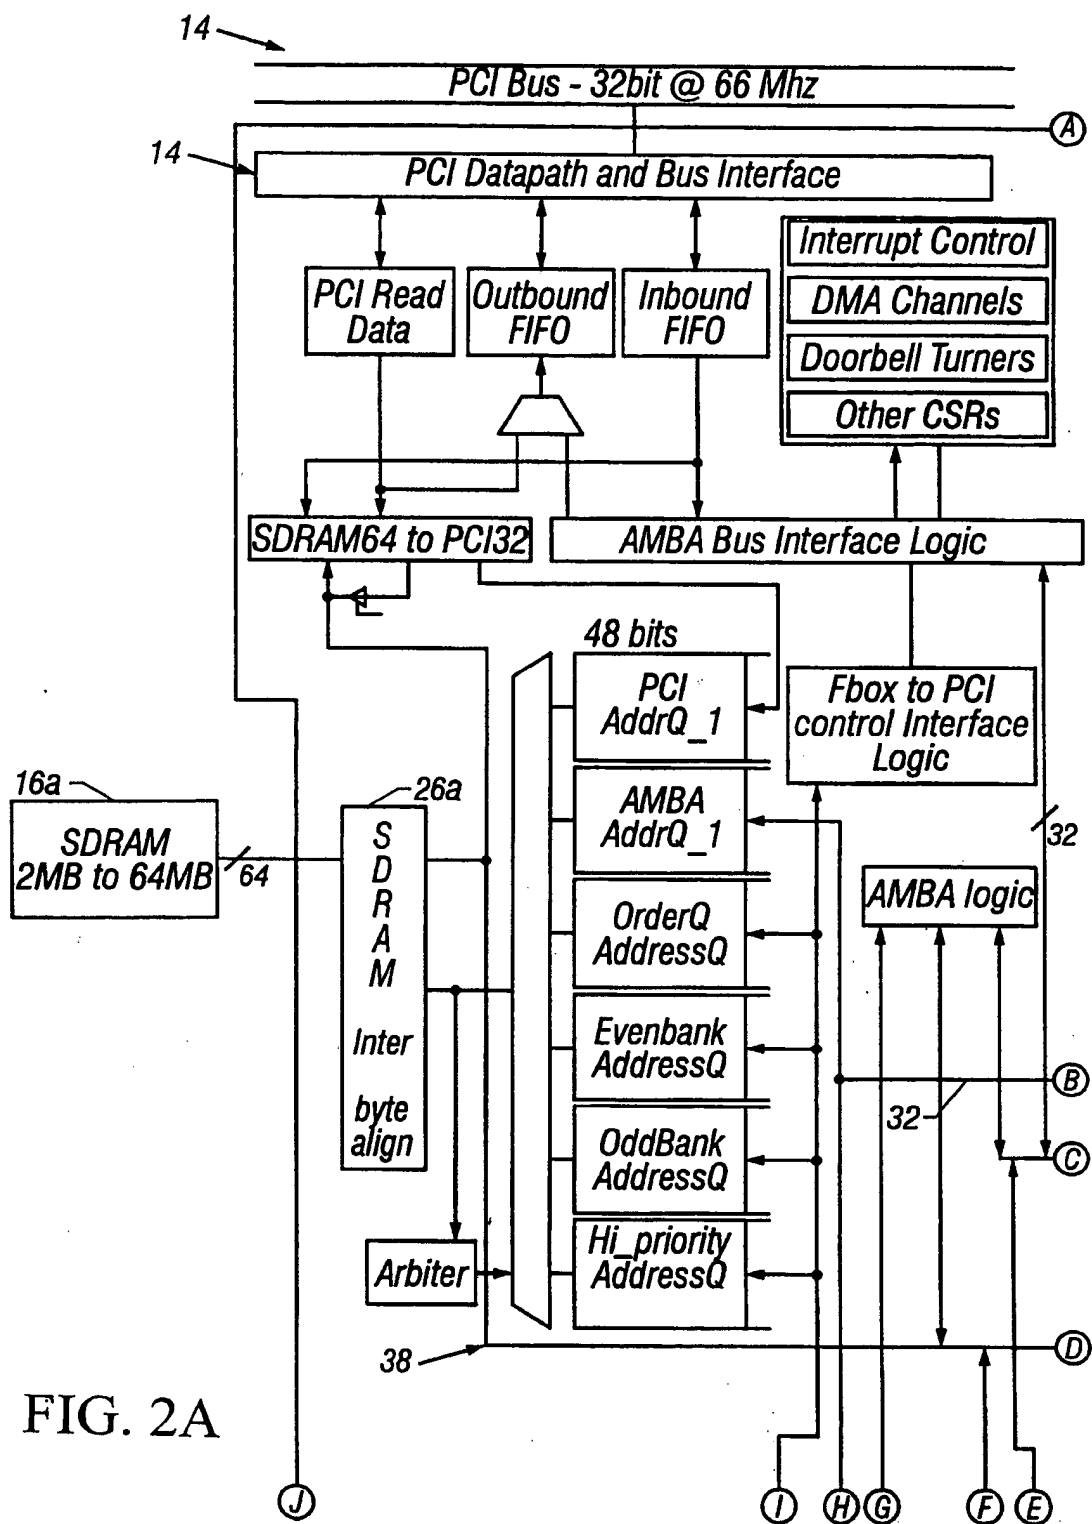 14
PCI Bus - 32bit @ 66 Mhz
A
14
PCI Datapath and Bus Interface
Interrupt Control
DMA Channels
Doorbell Turners
Other CSRs
PCI Read
Data
Outbound
FIFO
Inbound
FIFO
SDRAM64 to PCI32
AMBA Bus Interface Logic
48 bits
PCI
AddrQ_1
Fbox to PCI
control Interface
Logic
16a
SDRAM
2MB to 64MB
64
26a
S
D
R
A
M
Inter
byte
align
AMBA
AddrQ_1
32
AMBA logic
OrderQ
AddressQ
Evenbank
AddressQ
B
32
OddBank
AddressQ
C
Hi_priority
AddressQ
Arbiter
38
D
FIG. 2A
J
I
H
G
F
E